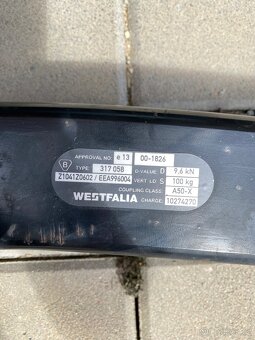 APPROVAL NO: e 13 00-1826
B TYPE 317 058 D-VALUE D 9,6 kN
Z1041Z0602 / EEA996004 VERT. LD. S 100 kg
COUPLING CLASS: A50-X
WESTFALIA CHARGE: 10274270